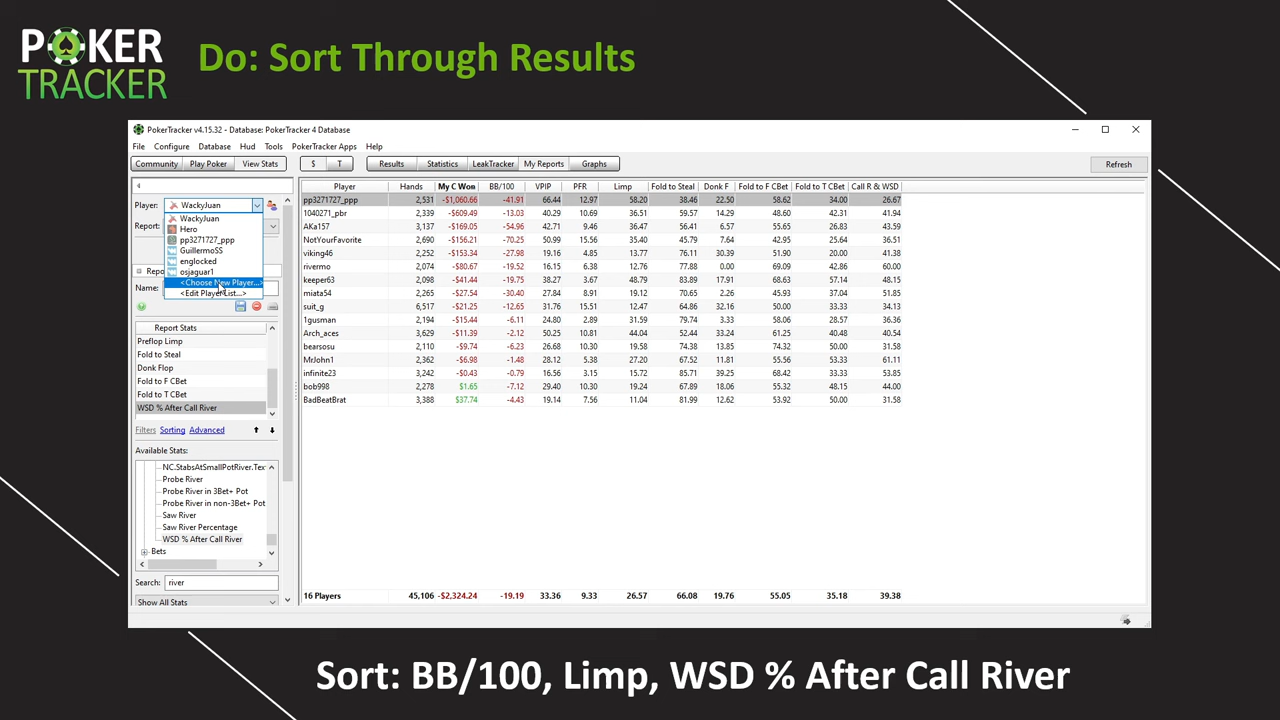 POKER
TRACKER
Do: Sort Through Results
PokerTracker v4.15.32 - Database: PokerTracker 4 Database
File Configure Database Hud Tools PokerTracker Apps Help
Community Play Poker View Stats $ T Results Statistics LeakTracker My Reports Graphs Refresh
Player: WackyJuan
WackyJuan
Report: Hero
pp3271727_ppp
GuillermoSS
englocked
Repo osjaguar1
Name: <Choose New Player...>
<Edit Player List...>
Report Stats
Preflop Limp
Fold to Steal
Donk Flop
Fold to F CBet
Fold to T CBet
WSD % After Call River
Filters Sorting Advanced
Available Stats:
NC.StabsAtSmallPotRiver.Tex
Probe River
Probe River in 3Bet+ Pot
Probe River in non-3Bet+ Pot
Saw River
Saw River Percentage
WSD % After Call River
Bets
Search: river
Show All Stats
Player Hands My C Won BB/100 VPIP PFR Limp Fold to Steal Donk F Fold to F CBet Fold to T CBet Call R & WSD
pp3271727_ppp 2,531 -$1,060.66 -41.91 66.44 12.97 58.20 38.46 22.50 58.62 34.00 26.67
1040271_pbr 2,339 -$609.49 -13.03 40.29 10.69 36.51 59.57 14.29 48.60 50.00 41.94
AKa157 3,137 -$169.05 -54.96 42.71 9.46 46.47 56.41 6.57 55.65 26.83 43.59
NotYourFavorite 2,690 -$156.21 -70.25 50.99 15.56 35.40 45.79 7.64 42.95 25.64 36.51
viking46 2,252 -$153.34 -27.98 19.16 4.85 13.77 69.51 30.39 51.90 20.00 30.77
rivermo 2,074 -$80.67 -19.52 16.15 6.38 12.76 77.88 0.00 69.09 42.86 60.00
keeper63 2,171 -$41.44 -19.75 38.27 3.37 48.79 83.89 18.71 68.63 57.14 48.15
miata54 2,265 -$27.54 -30.40 27.84 8.91 19.12 70.65 2.26 45.93 37.04 51.85
suit_g 2,337 -$21.25 -12.65 31.76 15.51 12.47 64.86 32.81 50.00 33.33 34.13
1gusman 2,194 -$15.44 -6.11 24.80 2.89 31.59 79.74 3.33 58.06 28.57 36.36
Arch_aces 3,629 -$11.39 -2.12 50.25 10.81 44.04 52.44 33.24 61.25 40.48 40.54
bearsosu 2,110 -$9.74 -6.23 26.68 10.30 19.58 74.38 13.85 74.32 50.00 31.58
MrJohn1 2,362 -$6.98 -1.48 28.12 5.38 27.20 67.52 11.81 55.56 53.33 61.11
infinite23 3,242 -$0.43 -0.79 16.56 3.15 15.72 85.71 39.25 68.42 33.33 53.85
bob998 2,278 $1.65 -7.12 29.40 10.30 19.24 67.89 18.06 55.32 48.15 44.00
BadBeatBrat 3,388 $37.74 -4.43 19.14 7.56 11.04 81.99 12.62 53.92 50.00 31.58
16 Players 45,106 -$2,324.24 -19.19 33.36 9.33 26.57 66.08 19.76 55.05 35.18 39.38
Sort: BB/100, Limp, WSD % After Call River